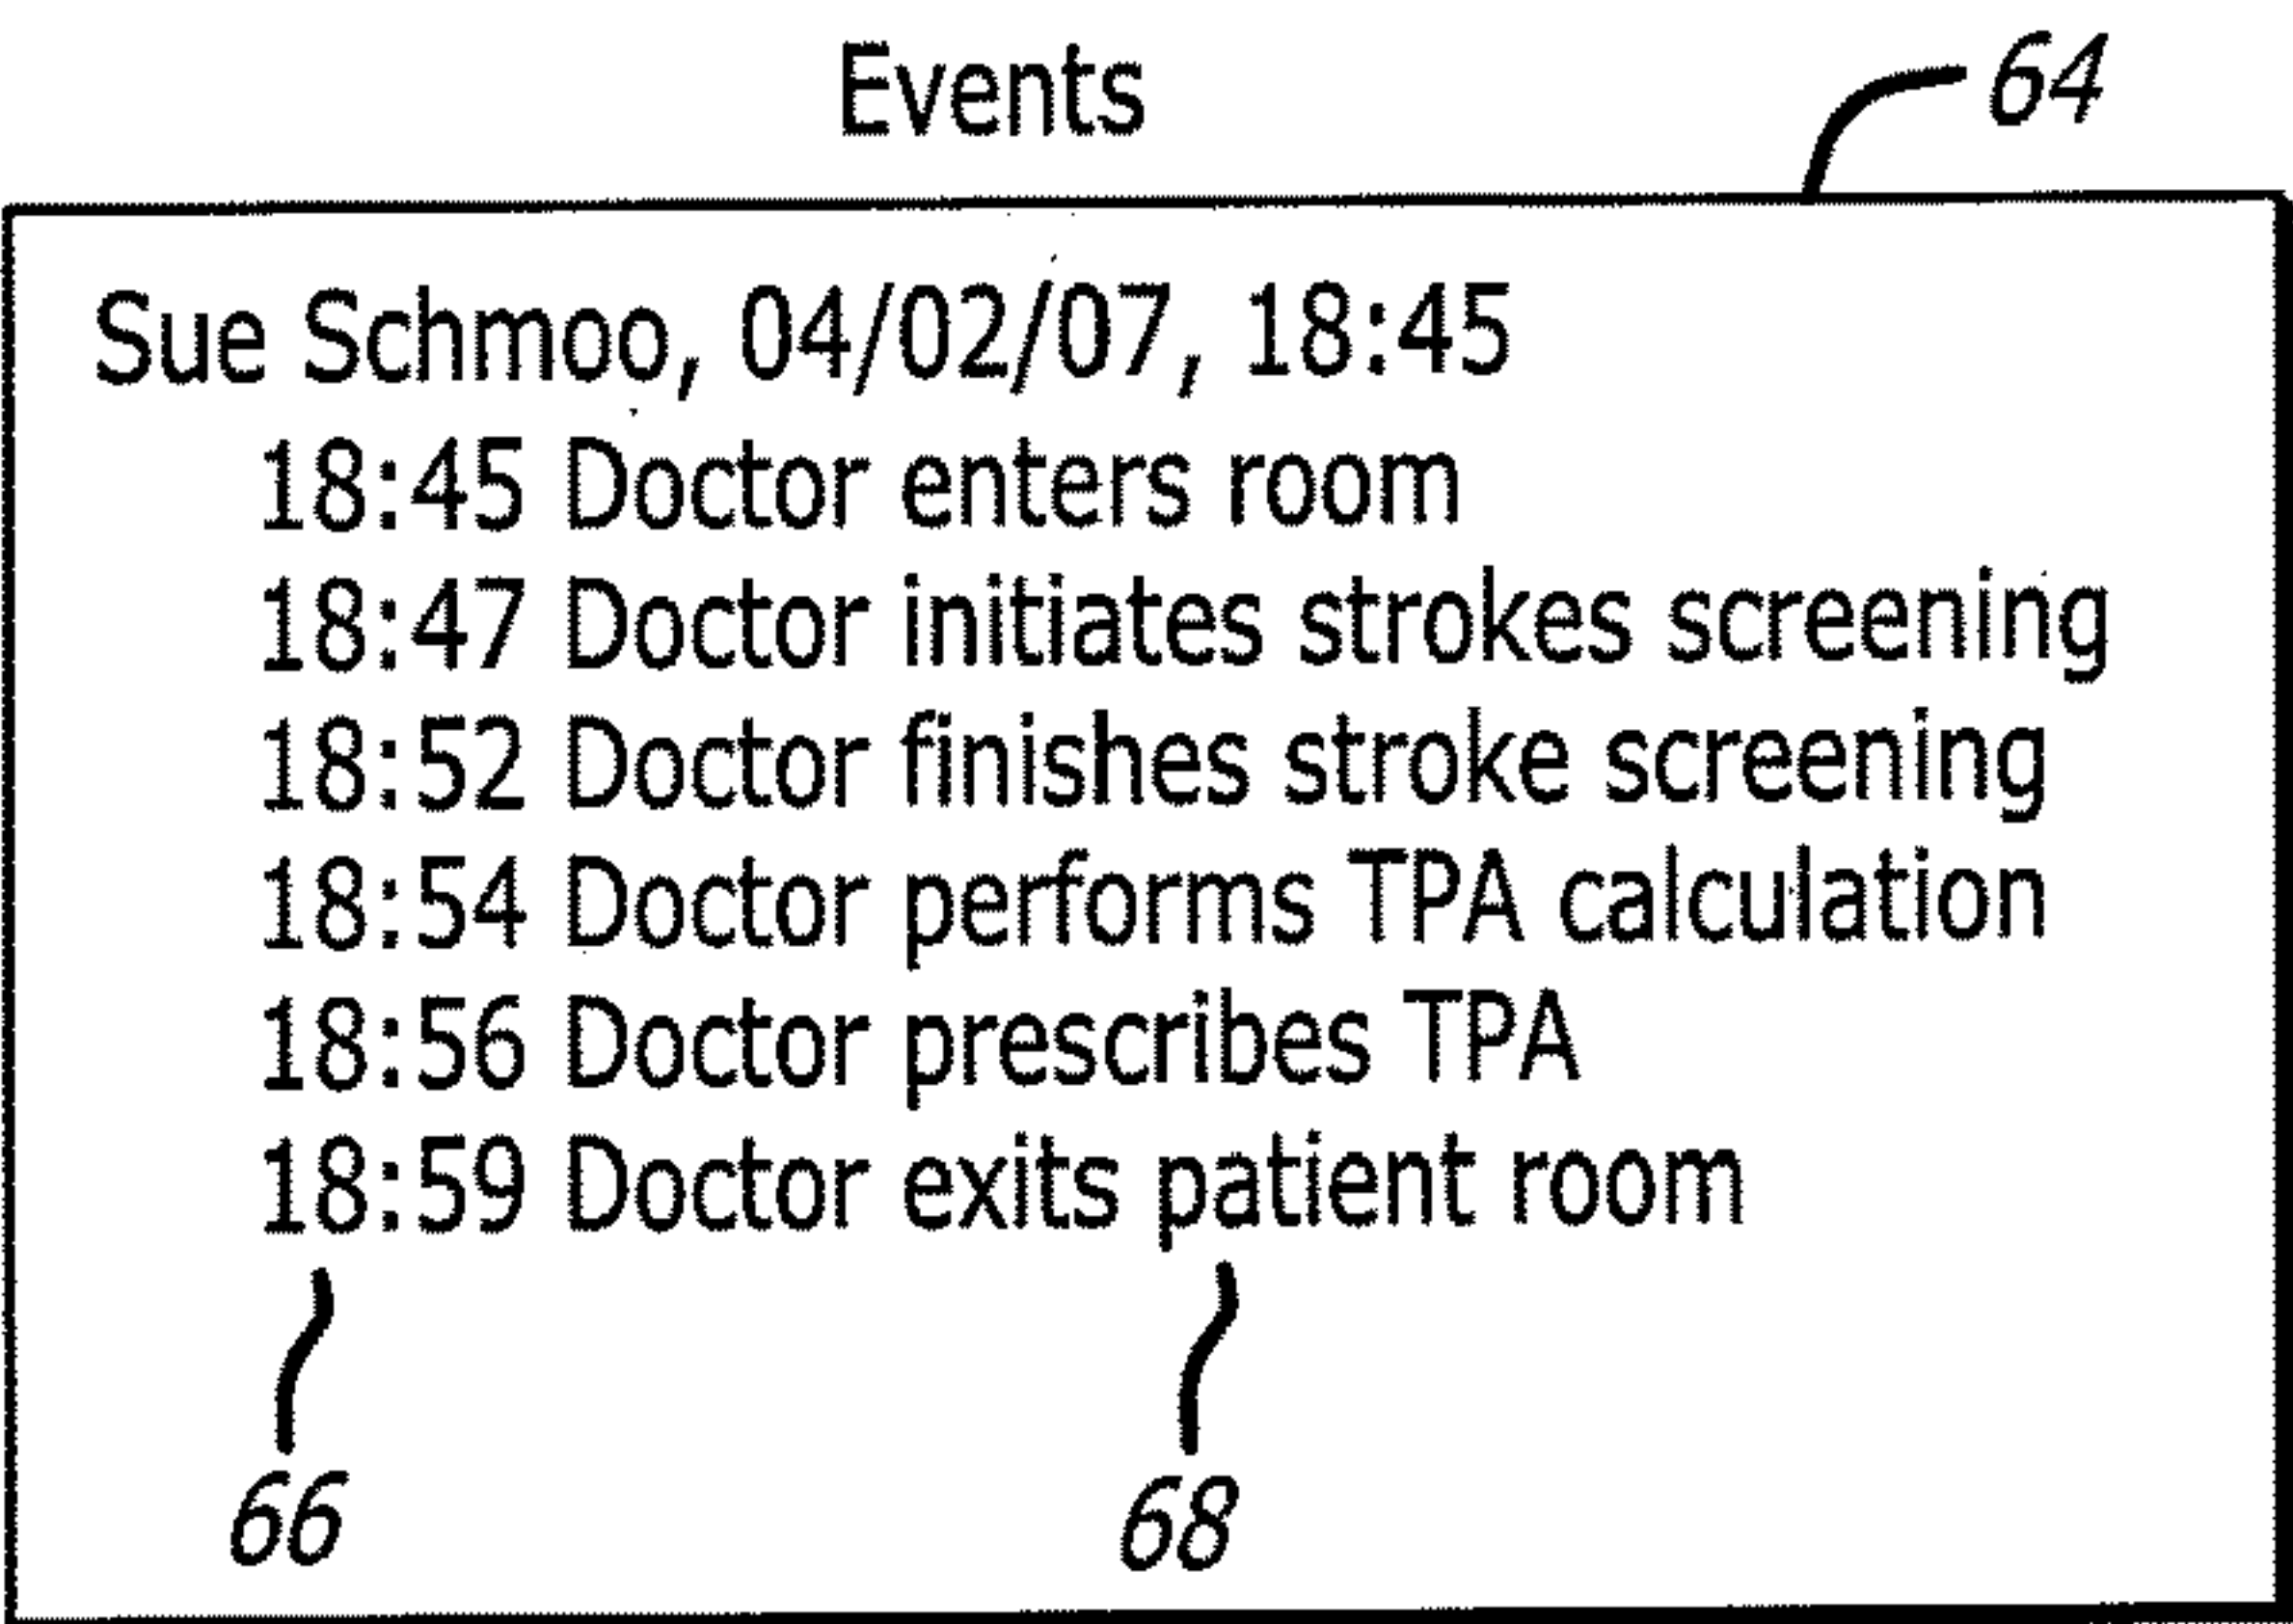 Events
64
Sue Schmoo, 04/02/07, 18:45
18:45 Doctor enters room
18:47 Doctor initiates strokes screening
18:52 Doctor finishes stroke screening
18:54 Doctor performs TPA calculation
18:56 Doctor prescribes TPA
18:59 Doctor exits patient room
66 68